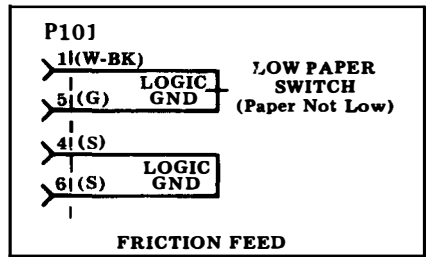 P101
1 (W-BK)
LOGIC
GND
5 (G)
LOW PAPER
SWITCH
(Paper Not Low)
4 (S)
LOGIC
GND
6 (S)
FRICTION FEED